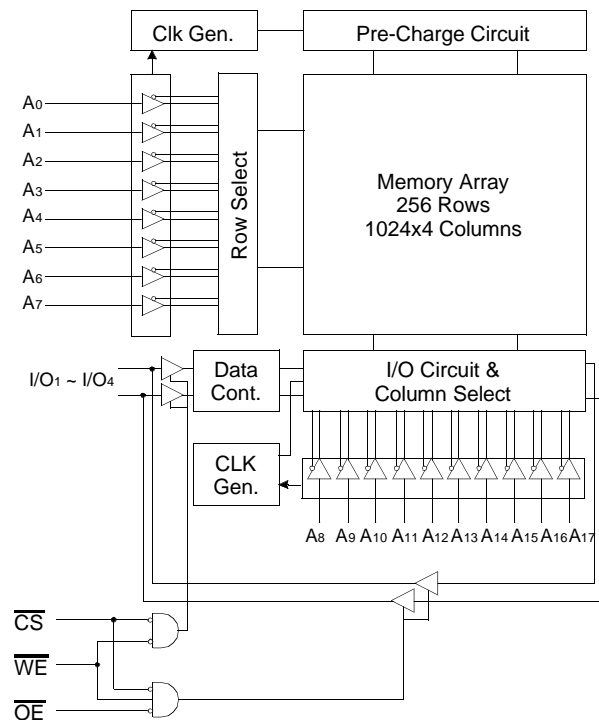 Clk Gen.
Pre-Charge Circuit
A0
A1
A2
A3
A4
A5
A6
A7
Row Select
Memory Array
256 Rows
1024x4 Columns
I/O1 ~ I/O4
Data
Cont.
I/O Circuit &
Column Select
CLK
Gen.
A8 A9 A10 A11 A12 A13 A14 A15 A16 A17
CS
WE
OE